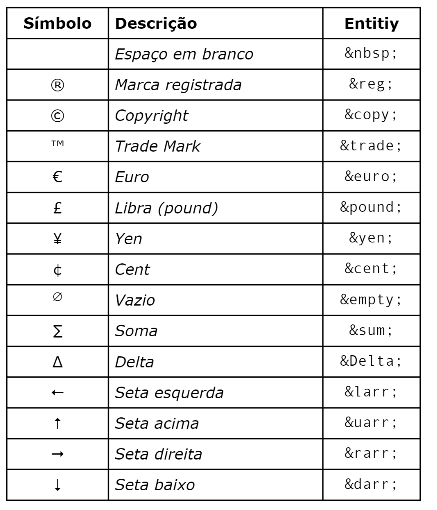 Símbolo Descrição Entitiy
Espaço em branco &nbsp;
® Marca registrada &reg;
© Copyright &copy;
™ Trade Mark &trade;
€ Euro &euro;
£ Libra (pound) &pound;
¥ Yen &yen;
¢ Cent &cent;
∅ Vazio &empty;
∑ Soma &sum;
Δ Delta &Delta;
← Seta esquerda &larr;
↑ Seta acima &uarr;
→ Seta direita &rarr;
↓ Seta baixo &darr;